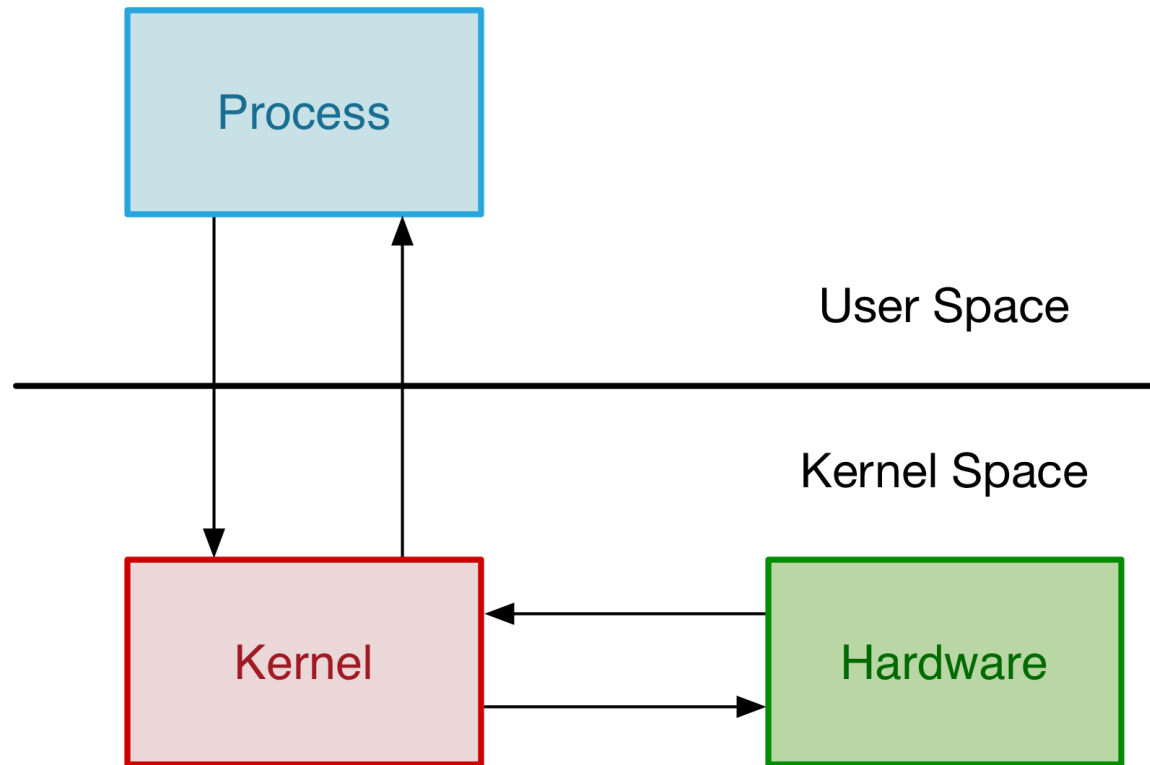 Process
User Space
Kernel Space
Kernel
Hardware